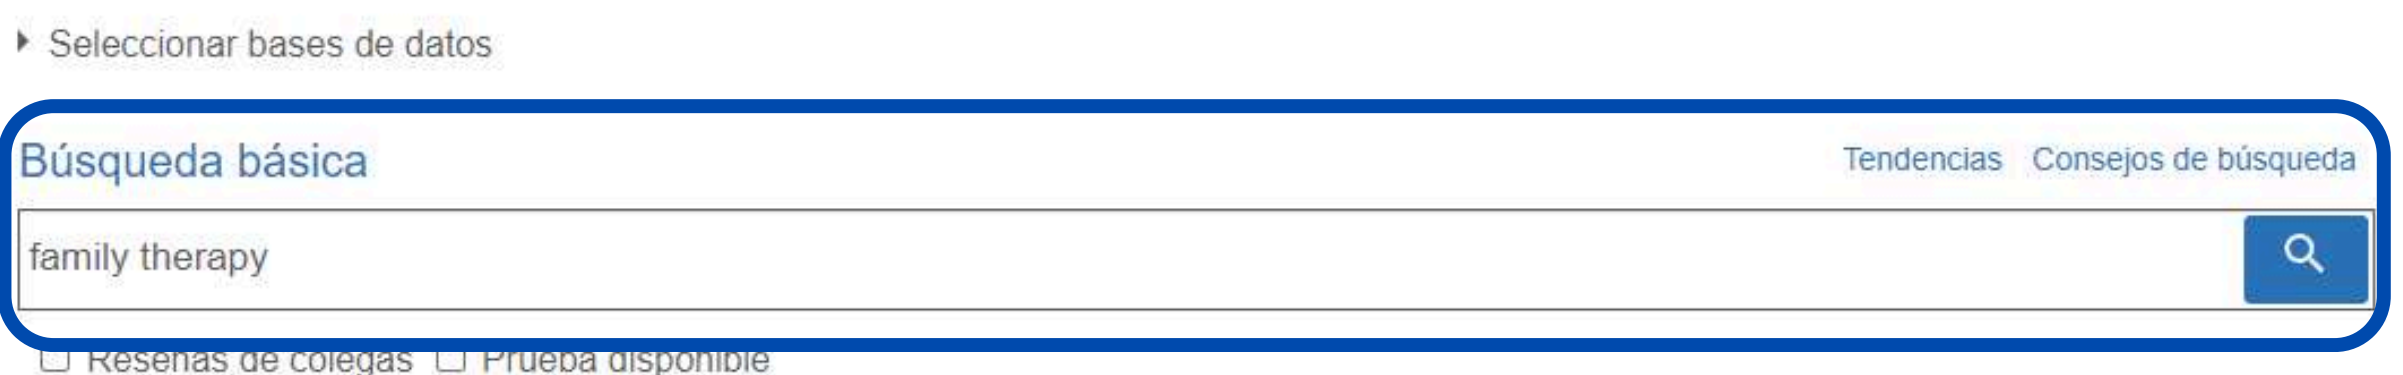 Seleccionar bases de datos
Búsqueda básica
Tendencias Consejos de búsqueda
family therapy
Reseñas de colegas Prueba disponible